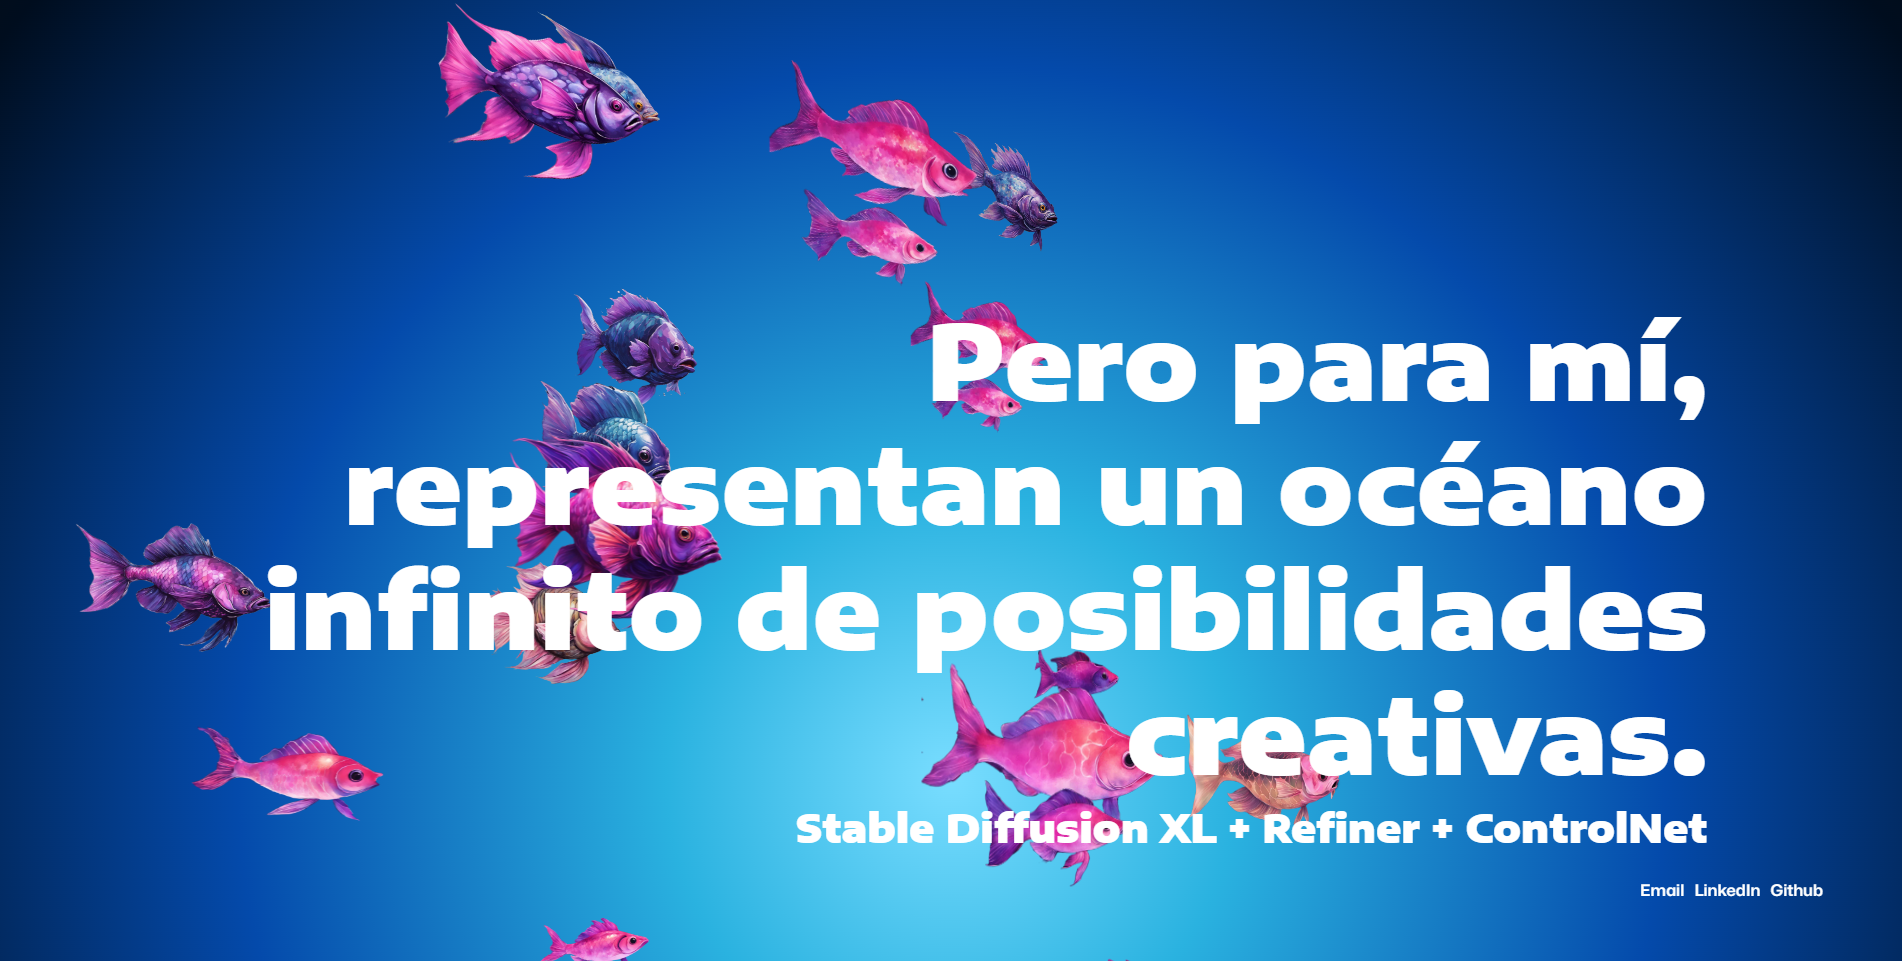 Pero para mí,
representan un océano
infinito de posibilidades
creativas.
Stable Diffusion XL + Refiner + ControlNet
Email LinkedIn Github